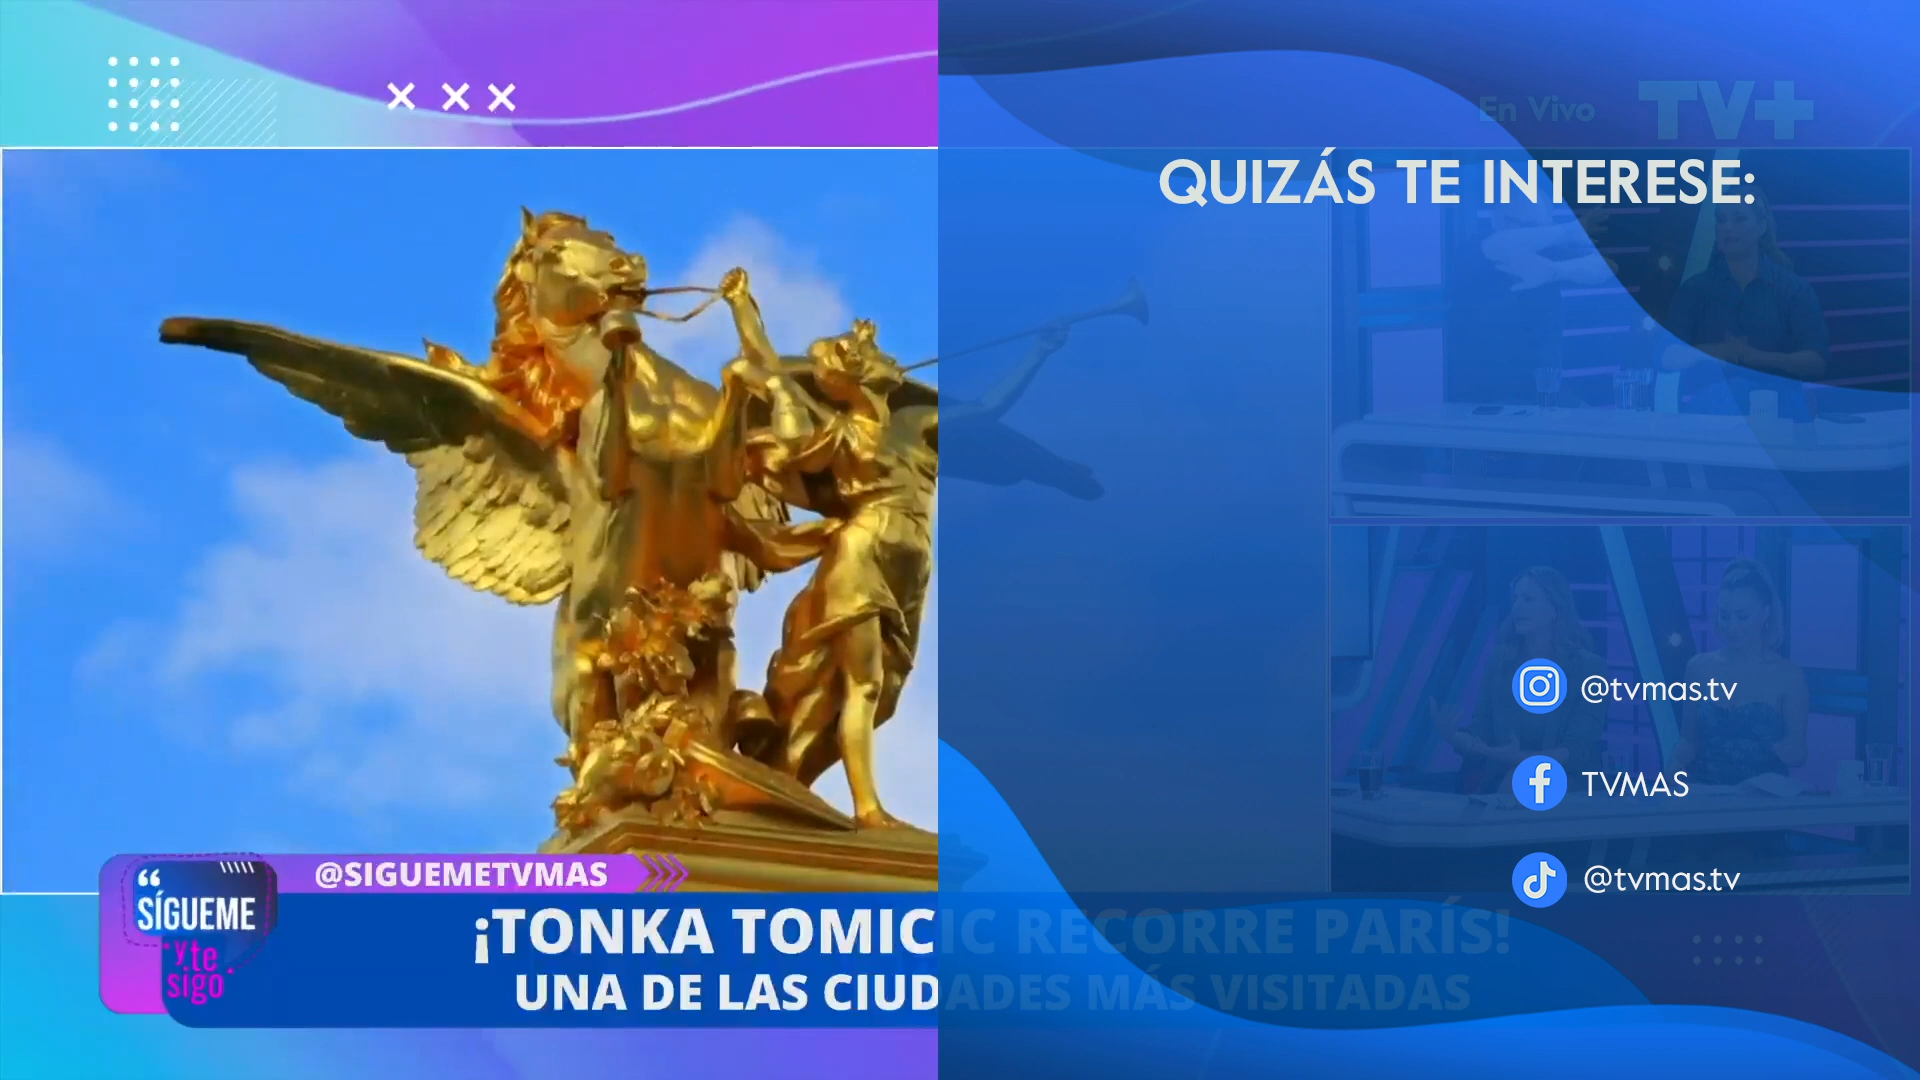 En Vivo TV+
QUIZÁS TE INTERESE:
@tvmas.tv
TVMAS
@tvmas.tv
@SIGUEMETVMAS
“SÍGUEME
y te
sigo
¡TONKA TOMICIC RECORRE PARÍS!
UNA DE LAS CIUDADES MÁS VISITADAS